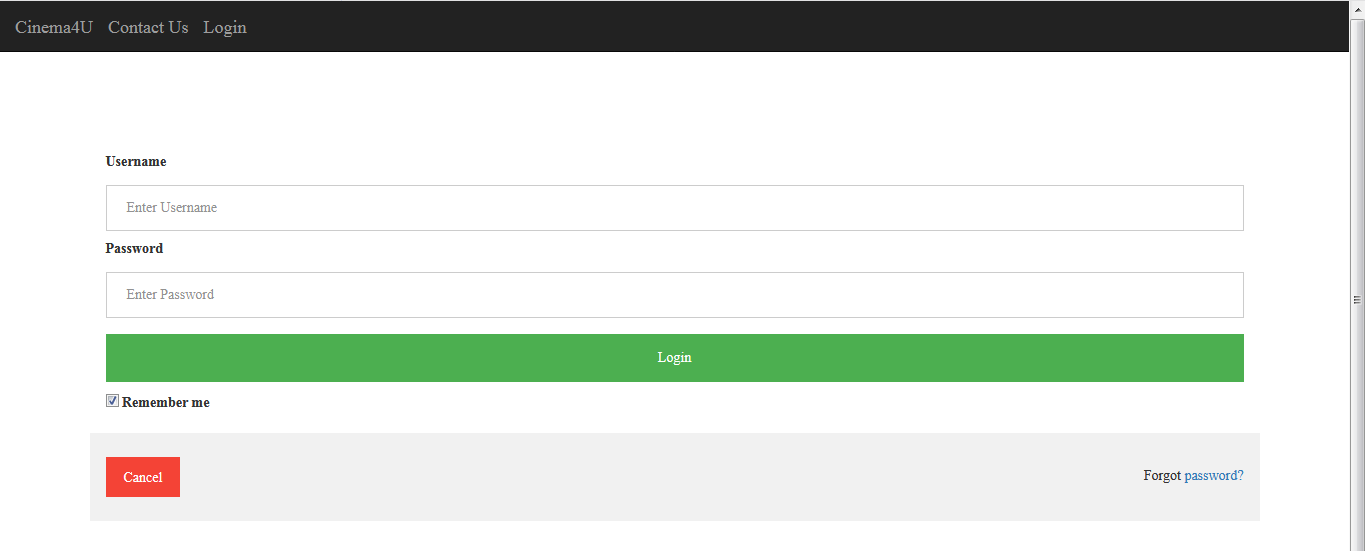 Cinema4U Contact Us Login
Username
Enter Username
Password
Enter Password
Login
Remember me
Cancel
Forgot password?